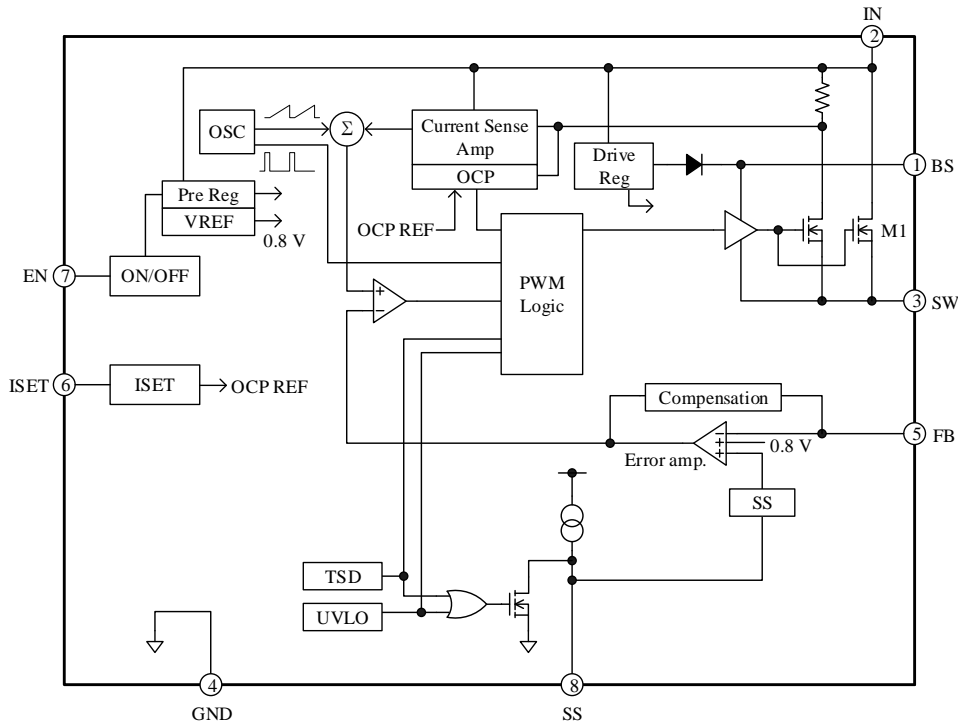 IN
2
OSC
Σ
Current Sense
Amp
OCP
Drive
Reg
1
BS
Pre Reg
VREF
0.8 V
OCP REF
M1
EN
7
ON/OFF
PWM
Logic
+
−
3
SW
ISET
6
ISET
OCP REF
Compensation
5
FB
−
+
+
0.8 V
Error amp.
SS
TSD
UVLO
4
GND
8
SS